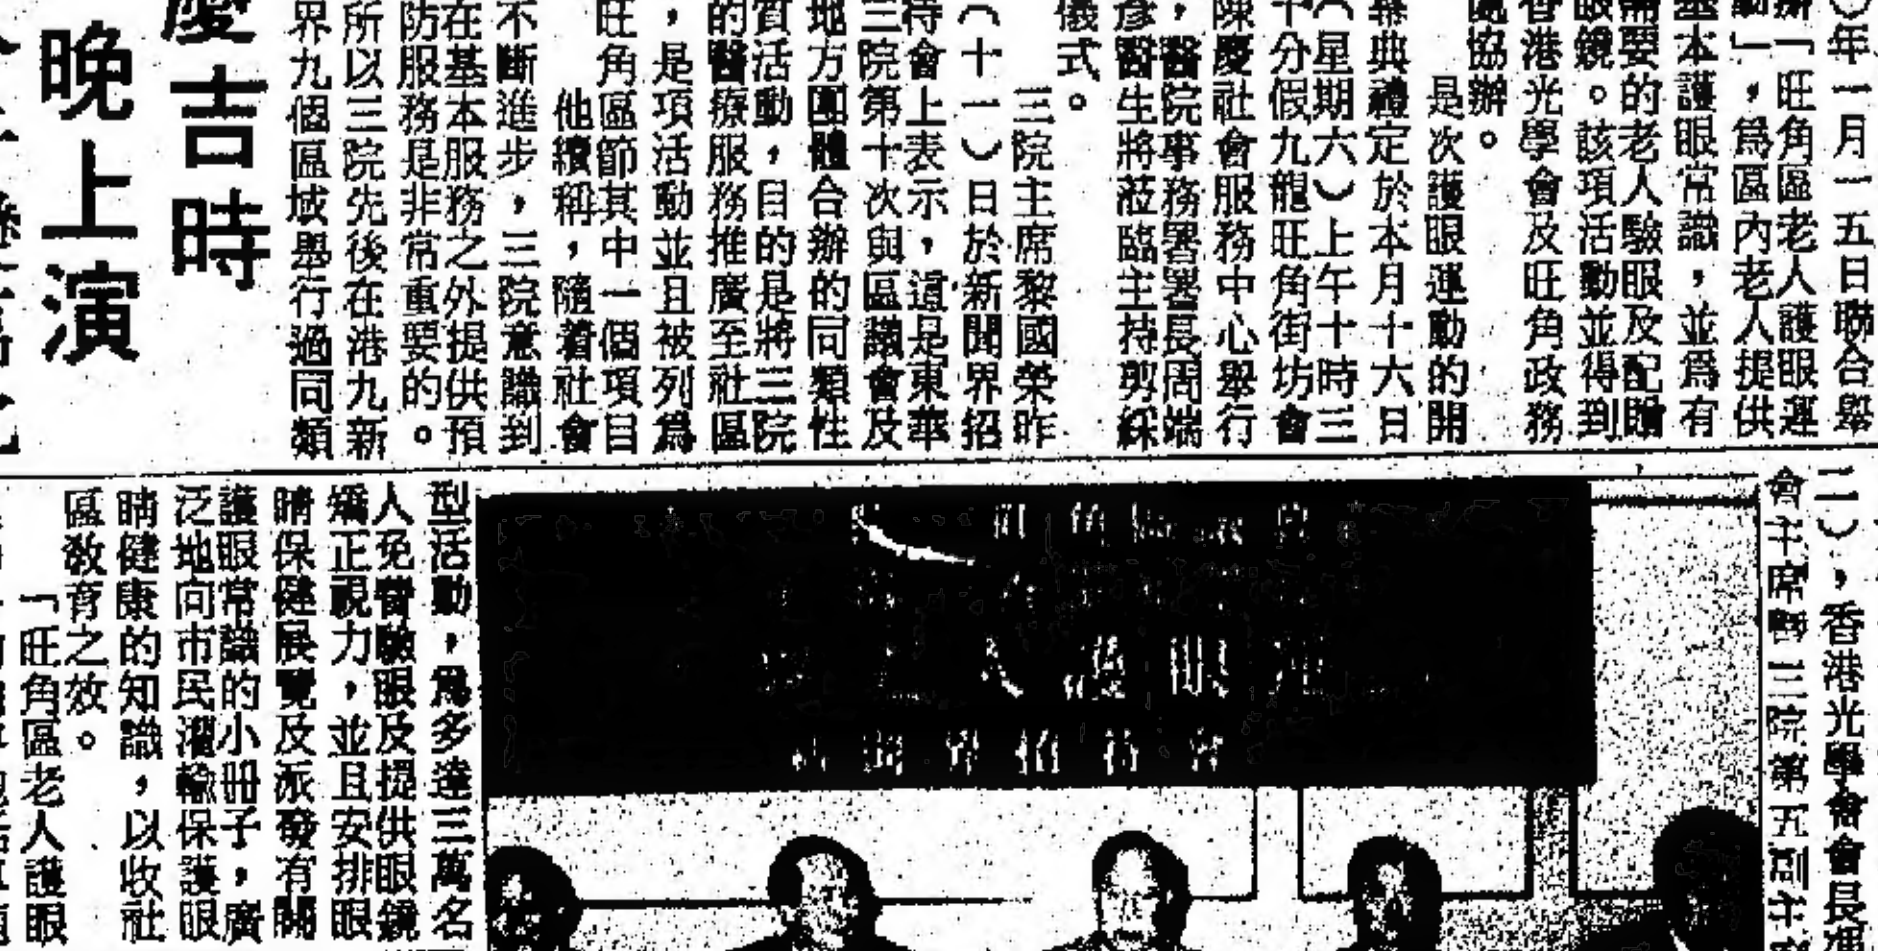 〇年一月一五日聯合舉
辦「旺角區老人護眼運
動」，為區內老人提供
基本護眼常識，並為有
需要的老人驗眼及配贈
眼鏡。該項活動並得到
香港光學會及旺角政務
處協辦。
是次護眼運動的開
幕典禮定於本月十六日
（星期六）上午十時三
十分假九龍旺角街坊會
陳慶社會服務中心舉行
，醫院事務署署長周端
彥醫生將蒞臨主持剪綵
儀式。
三院主席黎國榮昨
（十一）日於新聞界招
待會上表示，這是東華
三院第十次與區議會及
地方團體合辦的同類性
質活動，目的是將三院
的醫療服務推廣至社區
，是項活動並且被列為
旺角區節其中一個項目
他續稱，隨着社會
不斷進步，三院意識到
在基本服務之外提供預
防服務是非常重要的。
所以三院先後在港九新
界九個區域舉行過同類
慶吉時
晚上演
二），香港光學會會長
會主席暨三院第五副主
型活動，為多達三萬名
人免費驗眼及提供眼鏡
矯正視力，並且安排眼
睛保健展覽及派發有關
護眼常識的小冊子，廣
泛地向市民灌輸保護眼
睛健康的知識，以收社
區教育之效。
「旺角區老人護眼